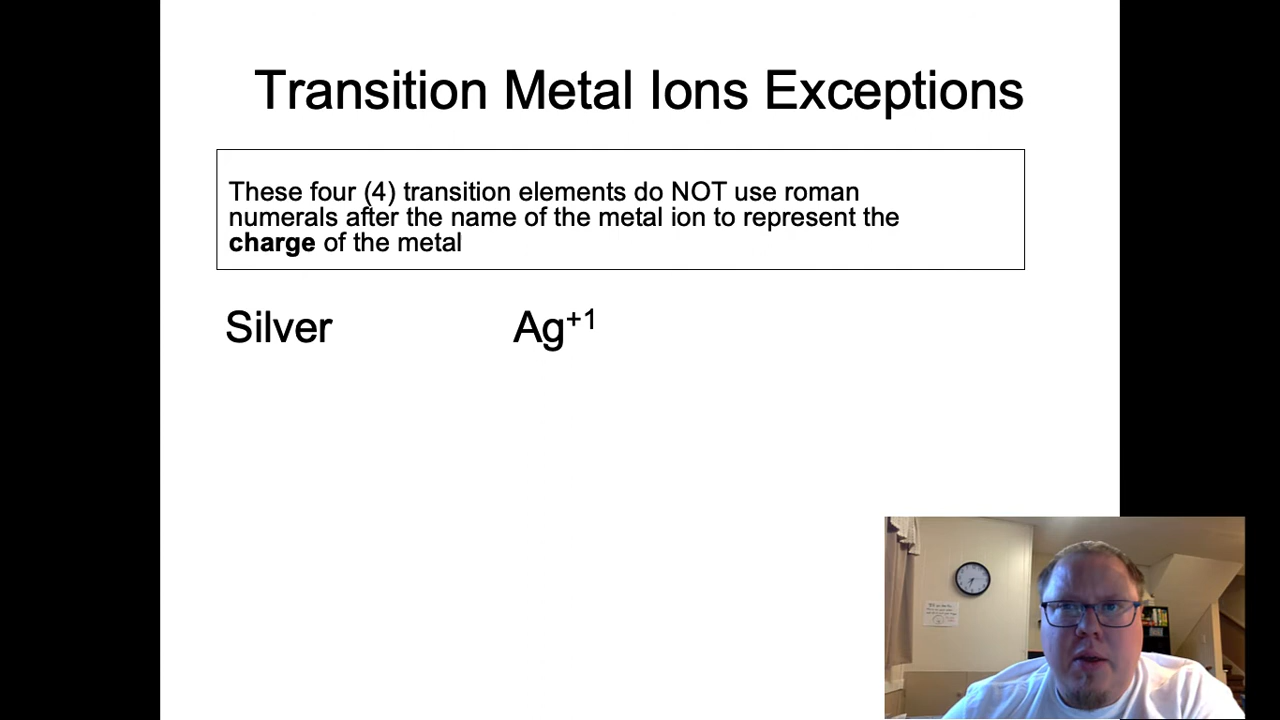 Transition Metal Ions Exceptions
These four (4) transition elements do NOT use roman
numerals after the name of the metal ion to represent the
charge of the metal
Silver Ag⁺¹